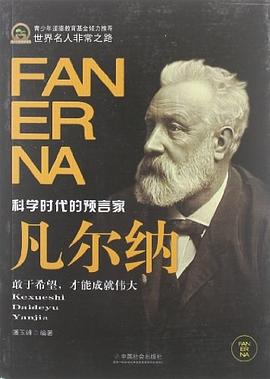 青少年道德教育基金倾力推荐
世界名人非常之路
FAN
ER
NA
科学时代的预言家
凡尔纳
敢于希望,才能成就伟大
Kexueshi
Daideyu
Yanjia
潘玉峰 ◎ 编著
中国社会出版社
FAN
ER
NA